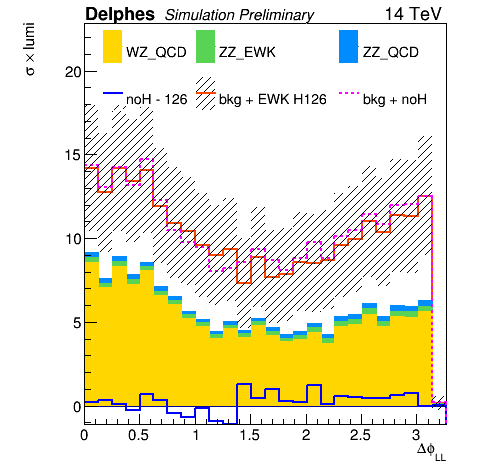 Delphes Simulation Preliminary 14 TeV
σ × lumi
WZ_QCD ZZ_EWK ZZ_QCD
noH - 126 bkg + EWK H126 bkg + noH
20
15
10
5
0
0 0.5 1 1.5 2 2.5 3
Δϕ_LL